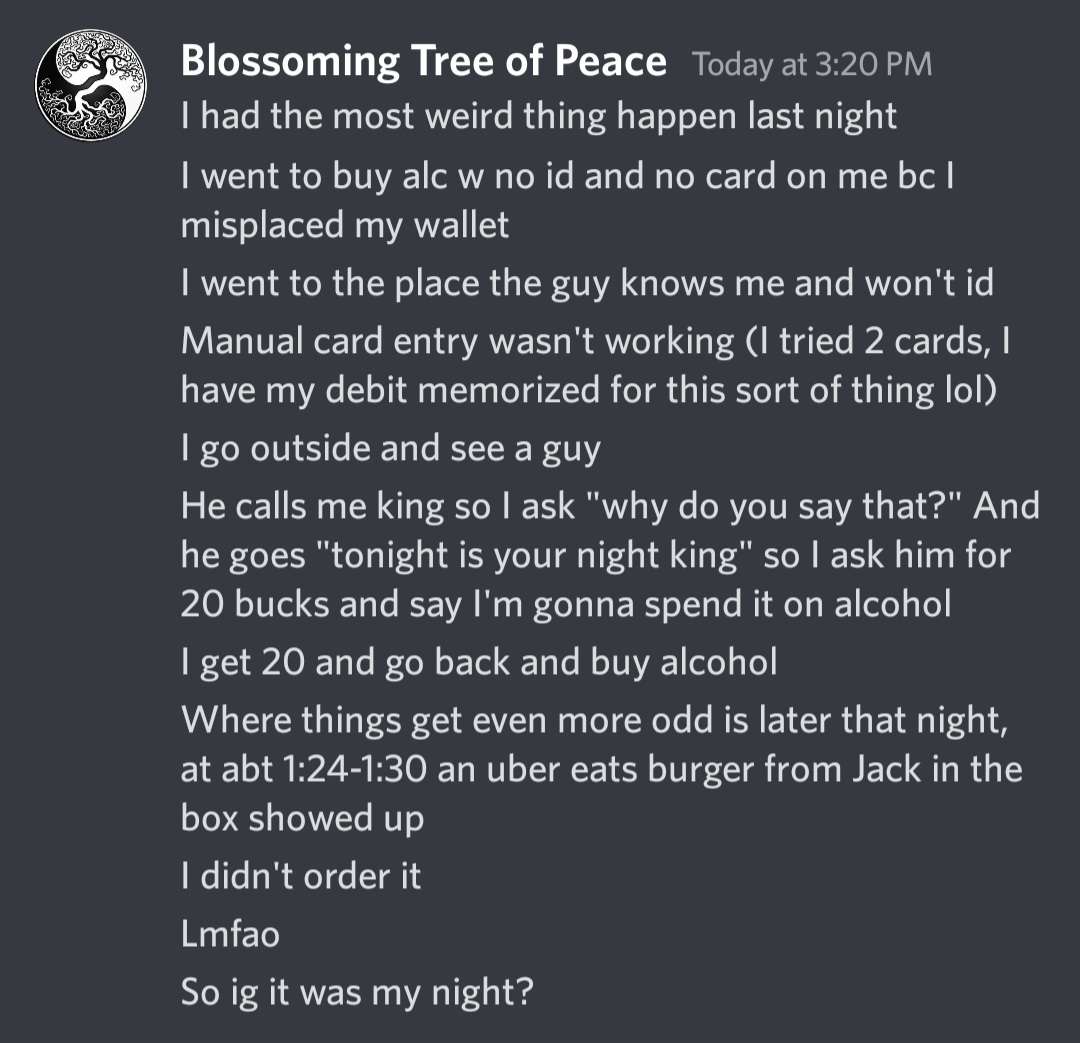 Blossoming Tree of Peace Today at 3:20 PM
I had the most weird thing happen last night
I went to buy alc w no id and no card on me bc I
misplaced my wallet
I went to the place the guy knows me and won't id
Manual card entry wasn't working (I tried 2 cards, I
have my debit memorized for this sort of thing lol)
I go outside and see a guy
He calls me king so I ask "why do you say that?" And
he goes "tonight is your night king" so I ask him for
20 bucks and say I'm gonna spend it on alcohol
I get 20 and go back and buy alcohol
Where things get even more odd is later that night,
at abt 1:24-1:30 an uber eats burger from Jack in the
box showed up
I didn't order it
Lmfao
So ig it was my night?